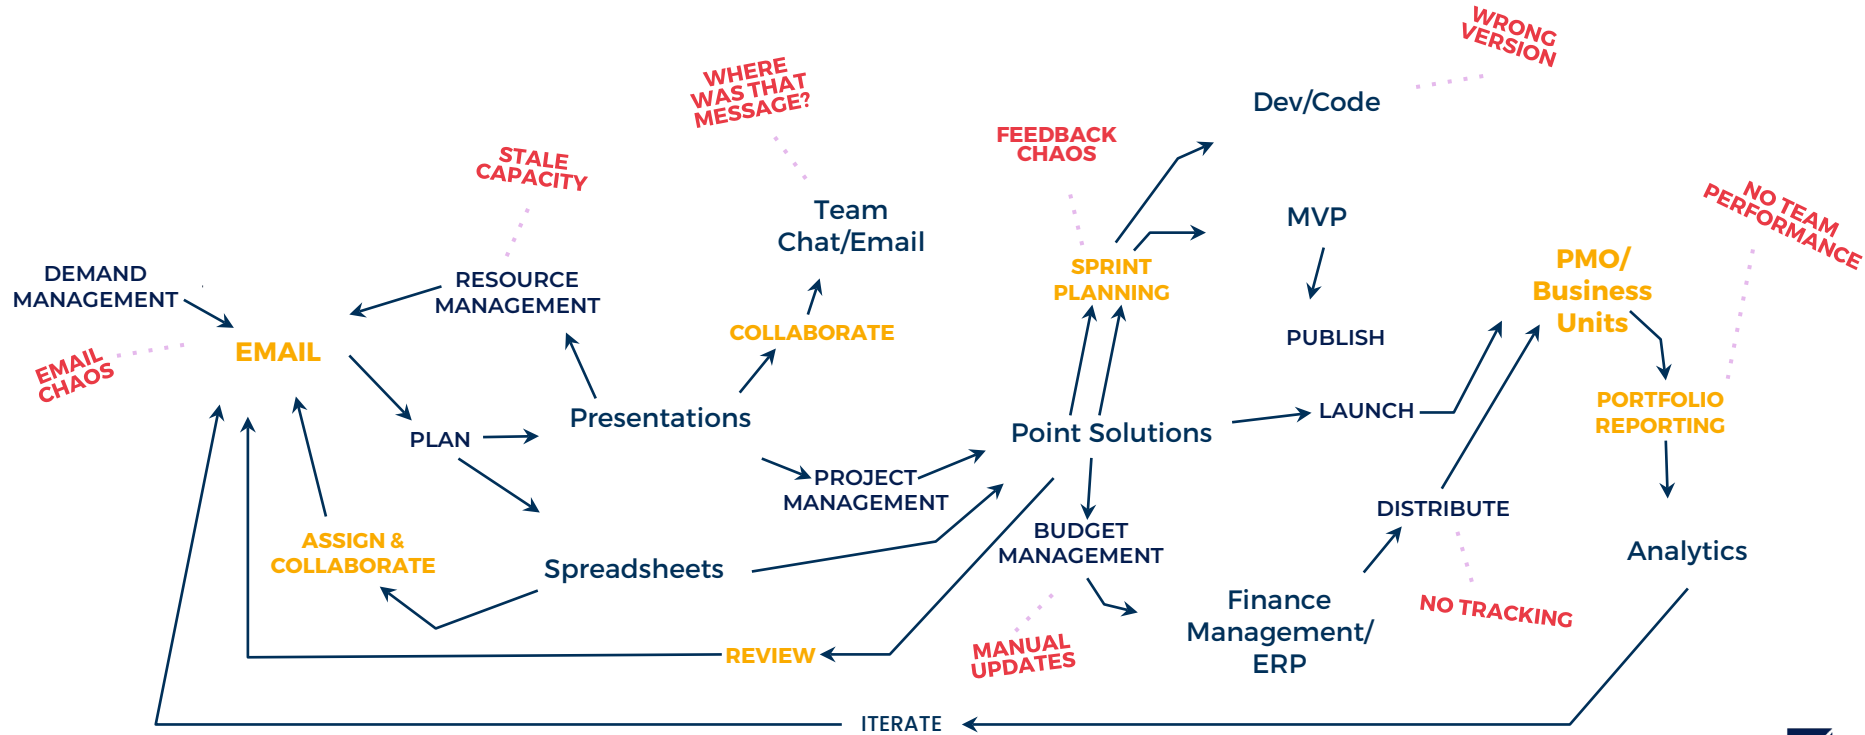 WRONG
VERSION
WHERE
WAS THAT
MESSAGE?
Dev/Code
FEEDBACK
CHAOS
STALE
CAPACITY
NO TEAM
PERFORMANCE
Team
Chat/Email
MVP
DEMAND
MANAGEMENT
RESOURCE
MANAGEMENT
SPRINT
PLANNING
PMO/
Business
Units
COLLABORATE
PUBLISH
EMAIL
EMAIL
CHAOS
Presentations
PLAN
Point Solutions
LAUNCH
PORTFOLIO
REPORTING
PROJECT
MANAGEMENT
DISTRIBUTE
BUDGET
MANAGEMENT
ASSIGN &
COLLABORATE
Spreadsheets
Analytics
Finance
Management/
ERP
NO TRACKING
MANUAL
UPDATES
REVIEW
ITERATE